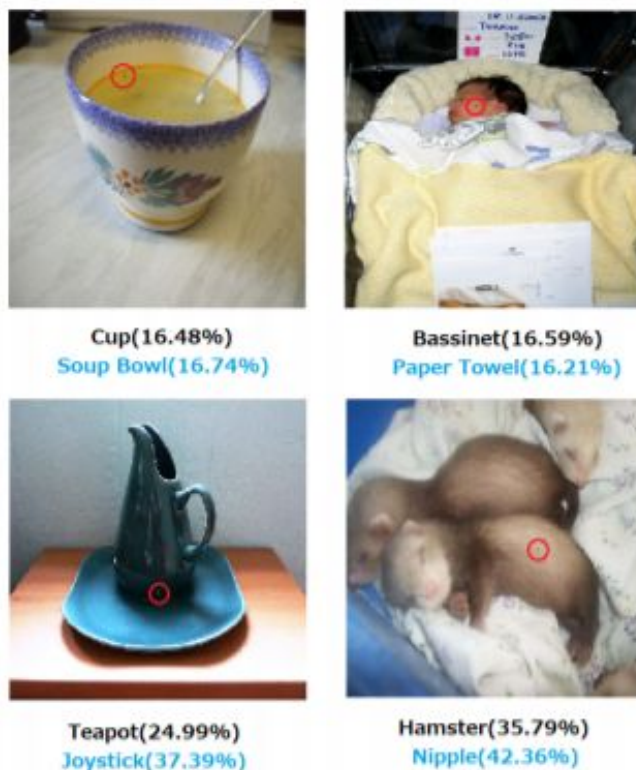 Cup(16.48%)
Soup Bowl(16.74%)
Bassinet(16.59%)
Paper Towel(16.21%)
Teapot(24.99%)
Joystick(37.39%)
Hamster(35.79%)
Nipple(42.36%)